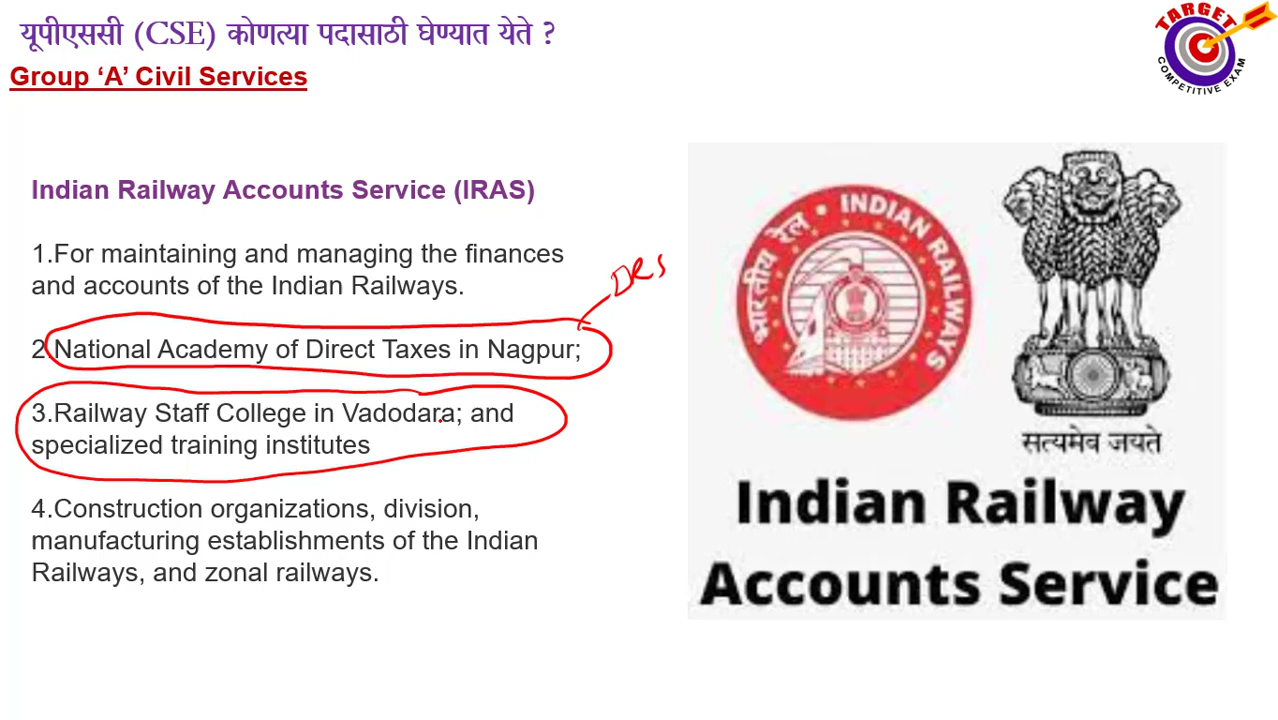 यूपीएससी (CSE) कोणत्या पदासाठी घेण्यात येते ?
Group ‘A’ Civil Services
TARGET
COMPETITIVE EXAM
Indian Railway Accounts Service (IRAS)
1.For maintaining and managing the finances
and accounts of the Indian Railways.
2 National Academy of Direct Taxes in Nagpur;
3.Railway Staff College in Vadodara; and
specialized training institutes
4.Construction organizations, division,
manufacturing establishments of the Indian
Railways, and zonal railways.
भारतीय रेल • INDIAN RAILWAYS
सत्यमेव जयते
Indian Railway
Accounts Service